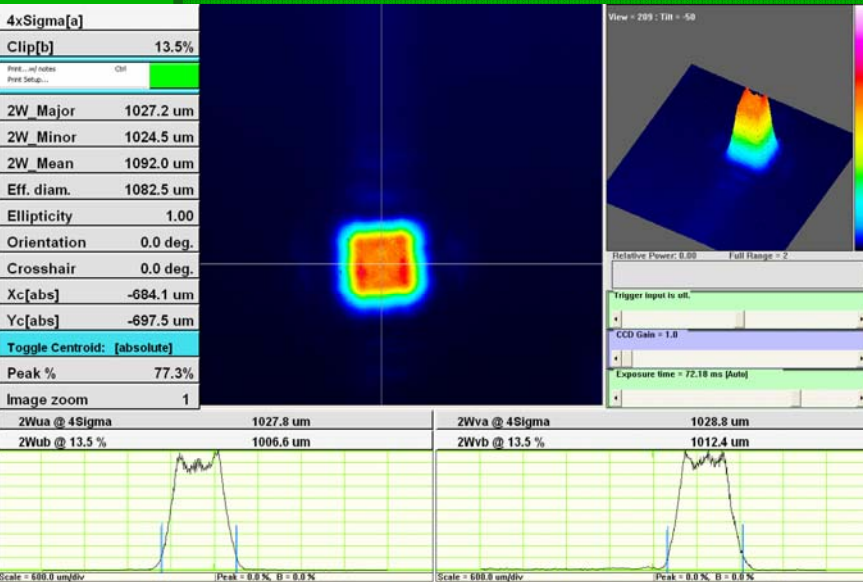 4xSigma[a]
Clip[b] 13.5%
Print... w/ notes Ctrl
Print Setup...
2W_Major 1027.2 um
2W_Minor 1024.5 um
2W_Mean 1092.0 um
Eff. diam. 1082.5 um
Ellipticity 1.00
Orientation 0.0 deg.
Crosshair 0.0 deg.
Xc[abs] -684.1 um
Yc[abs] -697.5 um
Toggle Centroid: [absolute]
Peak % 77.3%
Image zoom 1
View = 209 : Tilt = -50
Relative Power: 0.00 Full Range = 2
Trigger input is off.
CCD Gain = 1.0
Exposure time = 72.18 ms (Auto)
2Wua @ 4Sigma 1027.8 um
2Wub @ 13.5 % 1006.6 um
Scale = 600.0 um/div Peak = 0.0 %, B = 0.0 %
2Wva @ 4Sigma 1028.8 um
2Wvb @ 13.5 % 1012.4 um
Scale = 600.0 um/div Peak = 0.0 %, B = 0.0 %